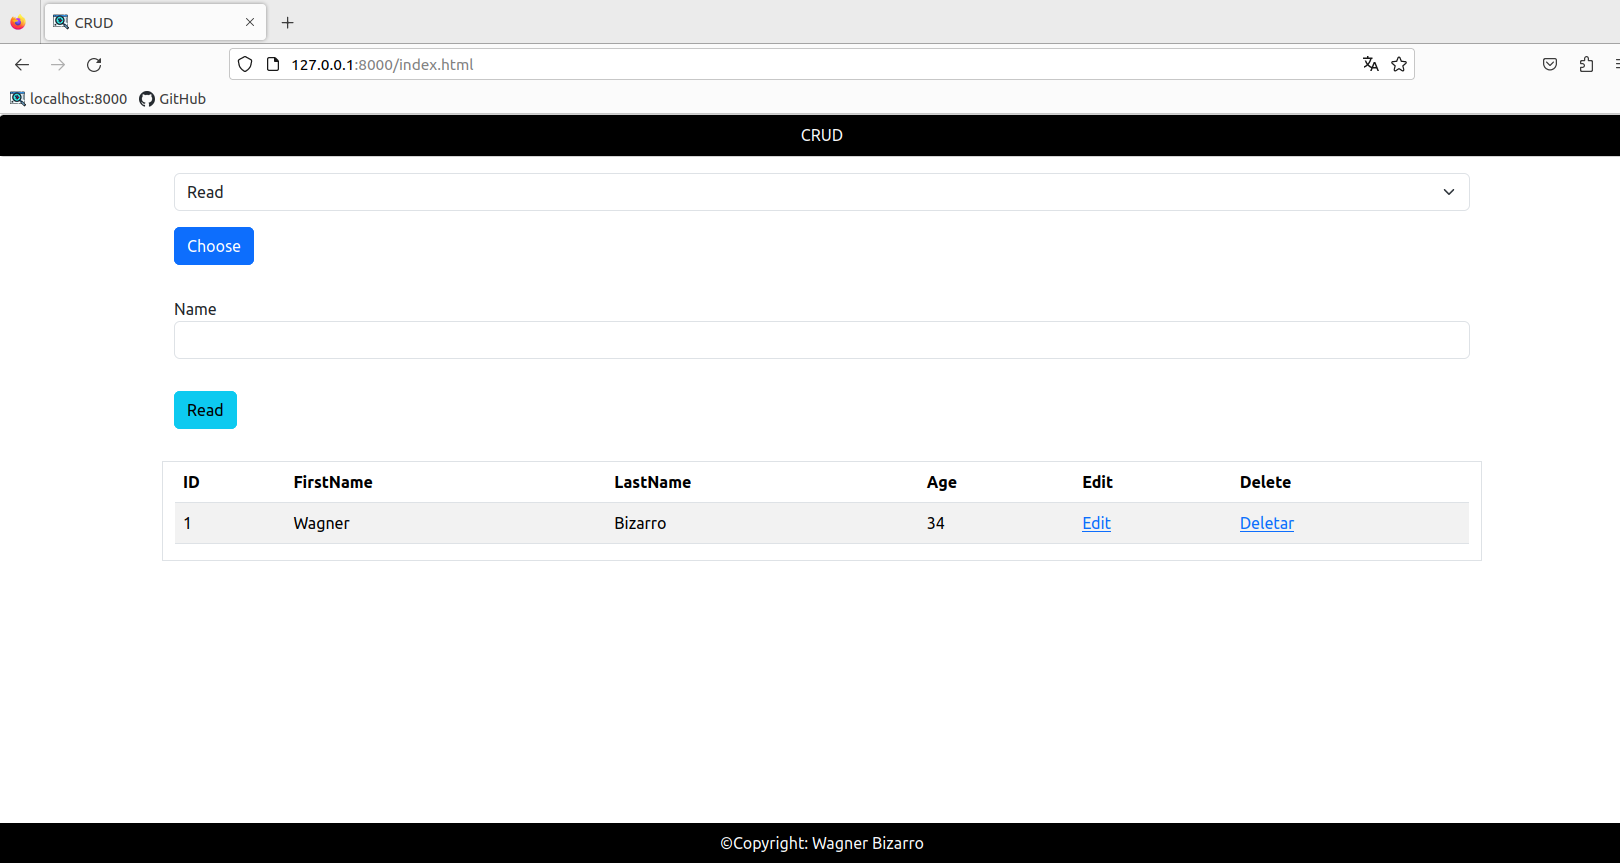 CRUD
127.0.0.1:8000/index.html
localhost:8000 GitHub
CRUD
Read
Choose
Name
Read
ID FirstName LastName Age Edit Delete
1 Wagner Bizarro 34 Edit Deletar
©Copyright: Wagner Bizarro